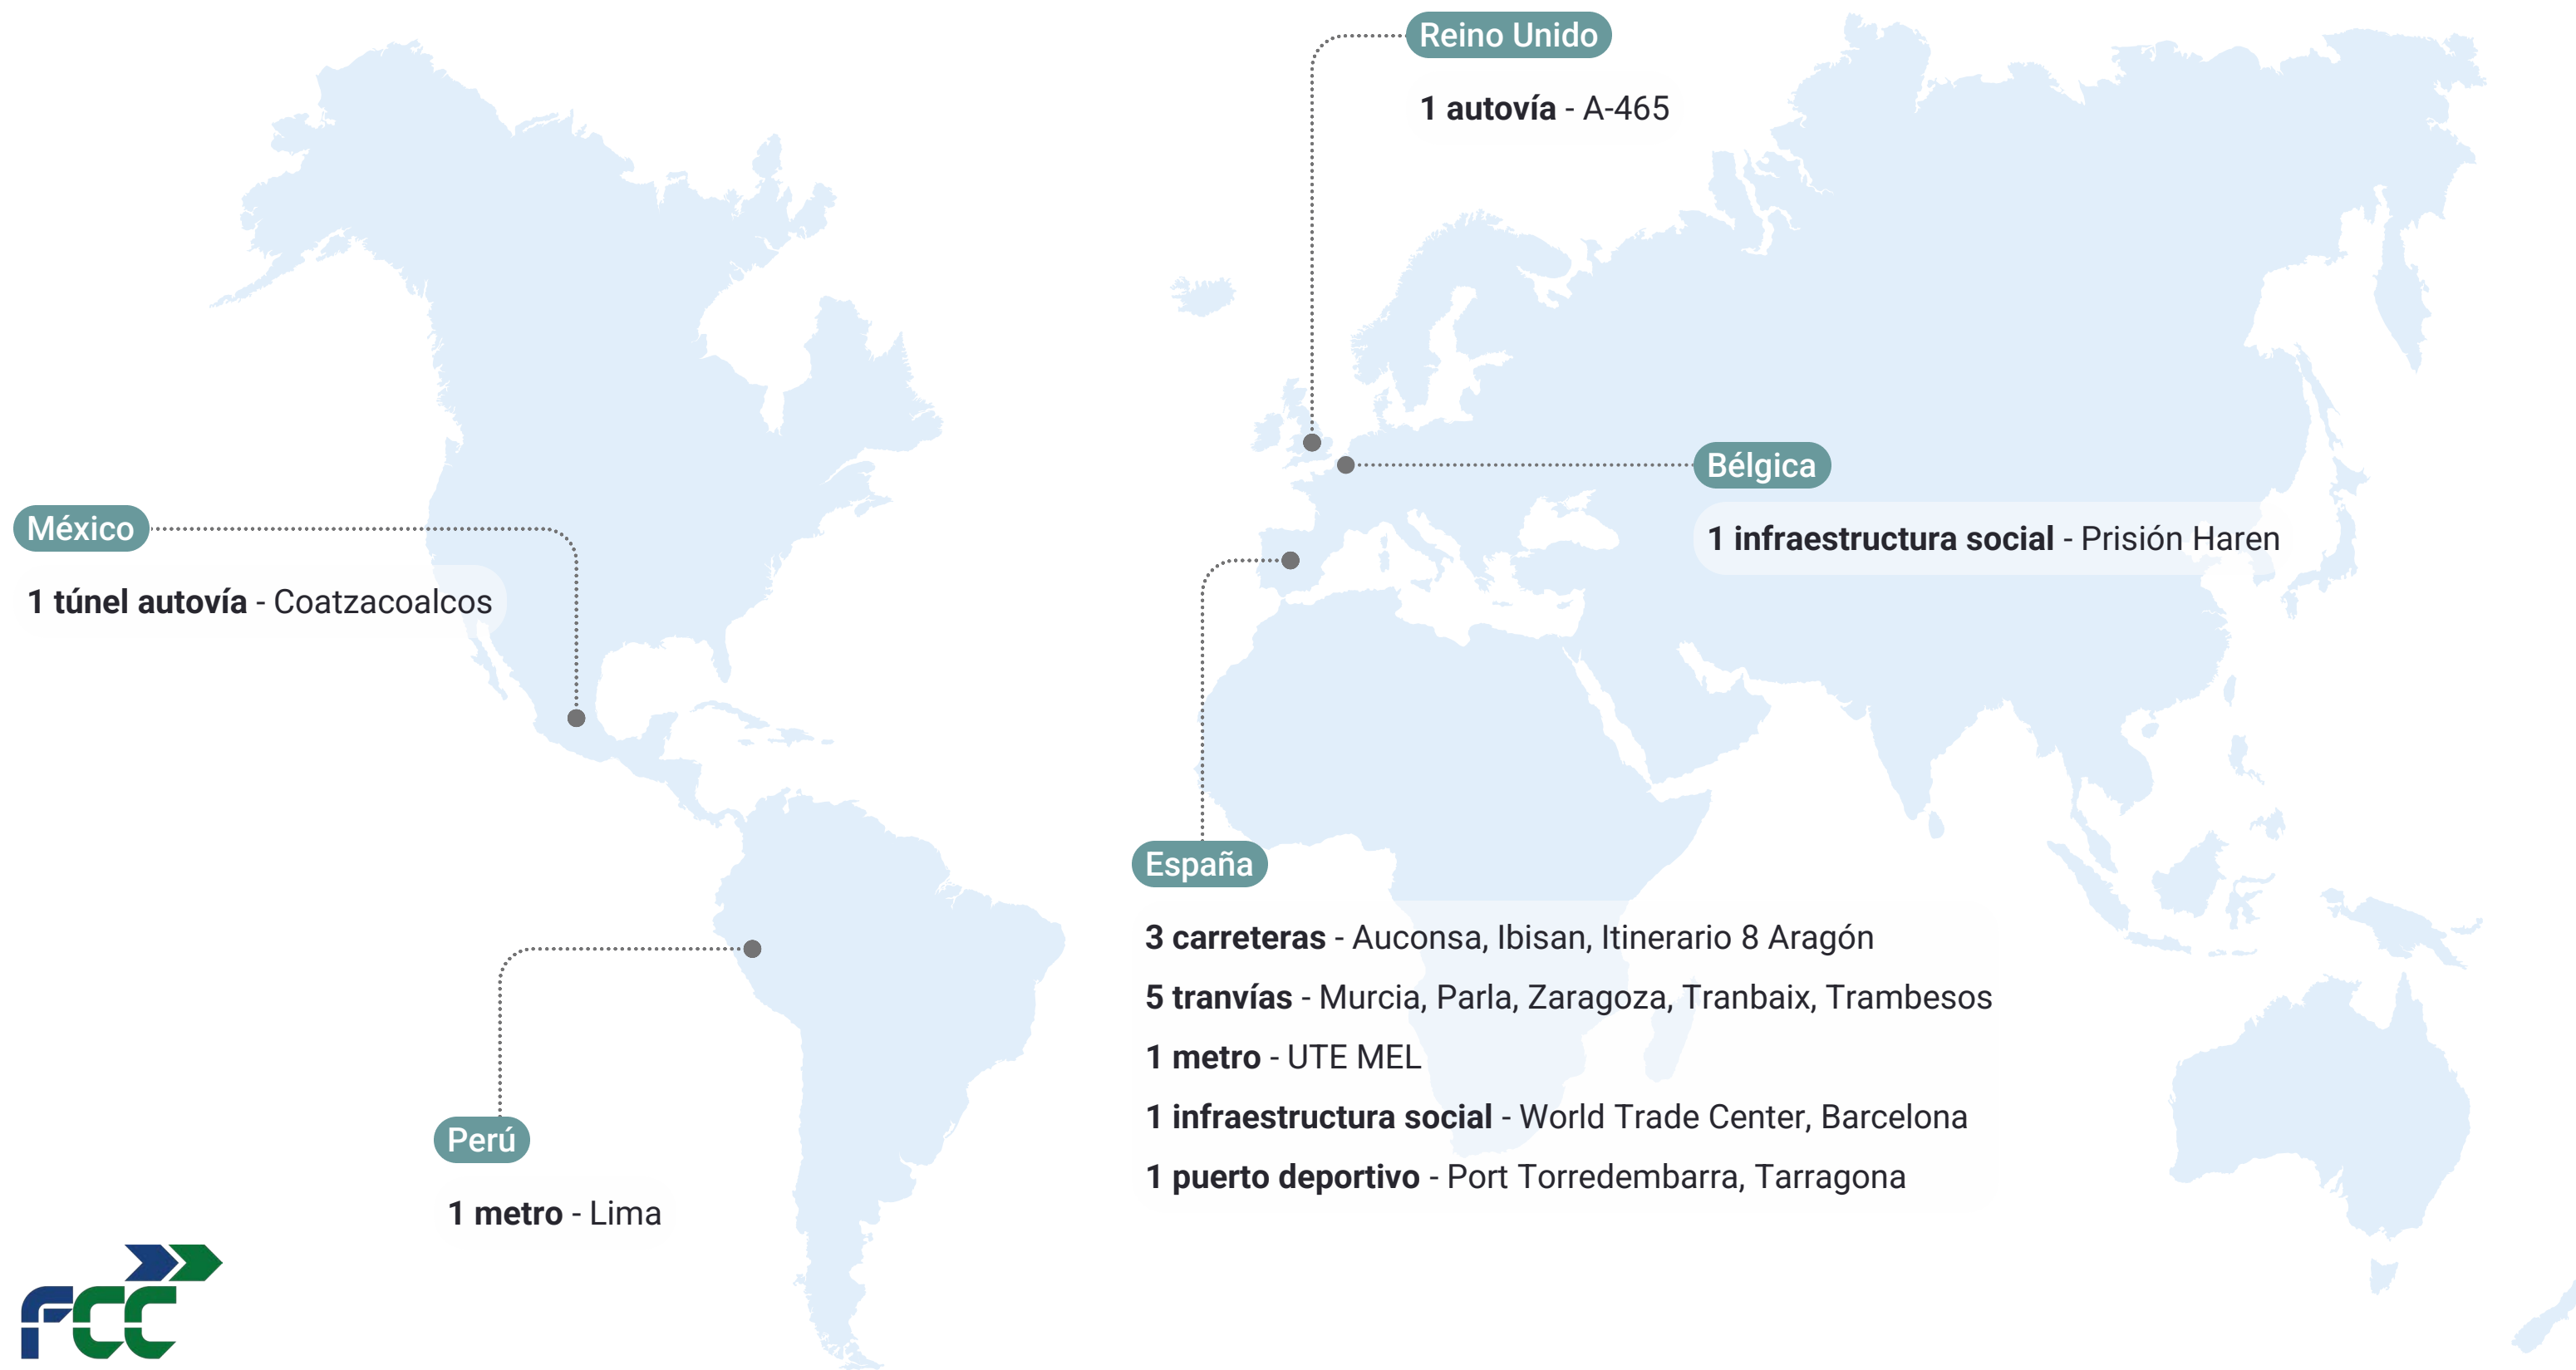 Reino Unido
1 autovía - A-465
Bélgica
1 infraestructura social - Prisión Haren
México
1 túnel autovía - Coatzacoalcos
España
3 carreteras - Auconsa, Ibisan, Itinerario 8 Aragón
5 tranvías - Murcia, Parla, Zaragoza, Tranbaix, Trambesos
1 metro - UTE MEL
1 infraestructura social - World Trade Center, Barcelona
1 puerto deportivo - Port Torredembarra, Tarragona
Perú
1 metro - Lima
FCC